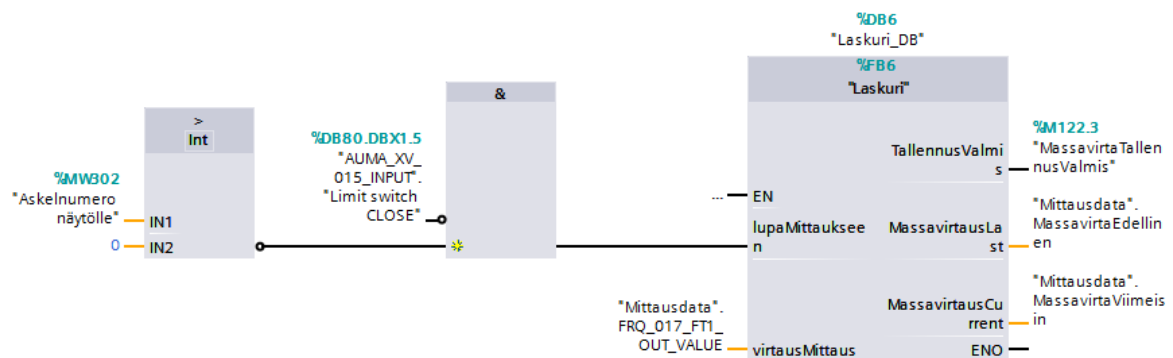 %DB6
"Laskuri_DB"
%FB6
"Laskuri"
>
Int
%MW302
"Askelnumero
näytölle"
IN1
0
IN2
&
%DB80.DBX1.5
"AUMA_XV_
015_INPUT".
"Limit switch
CLOSE"
...
EN
lupaMittauksee
n
"Mittausdata".
FRQ_017_FT1_
OUT_VALUE
virtausMittaus
TallennusValmi
s
%M122.3
"MassavirtaTallen
nusValmis"
MassavirtausLa
st
"Mittausdata".
MassavirtaEdellin
en
MassavirtausCu
rrent
"Mittausdata".
MassavirtaViimeis
in
ENO